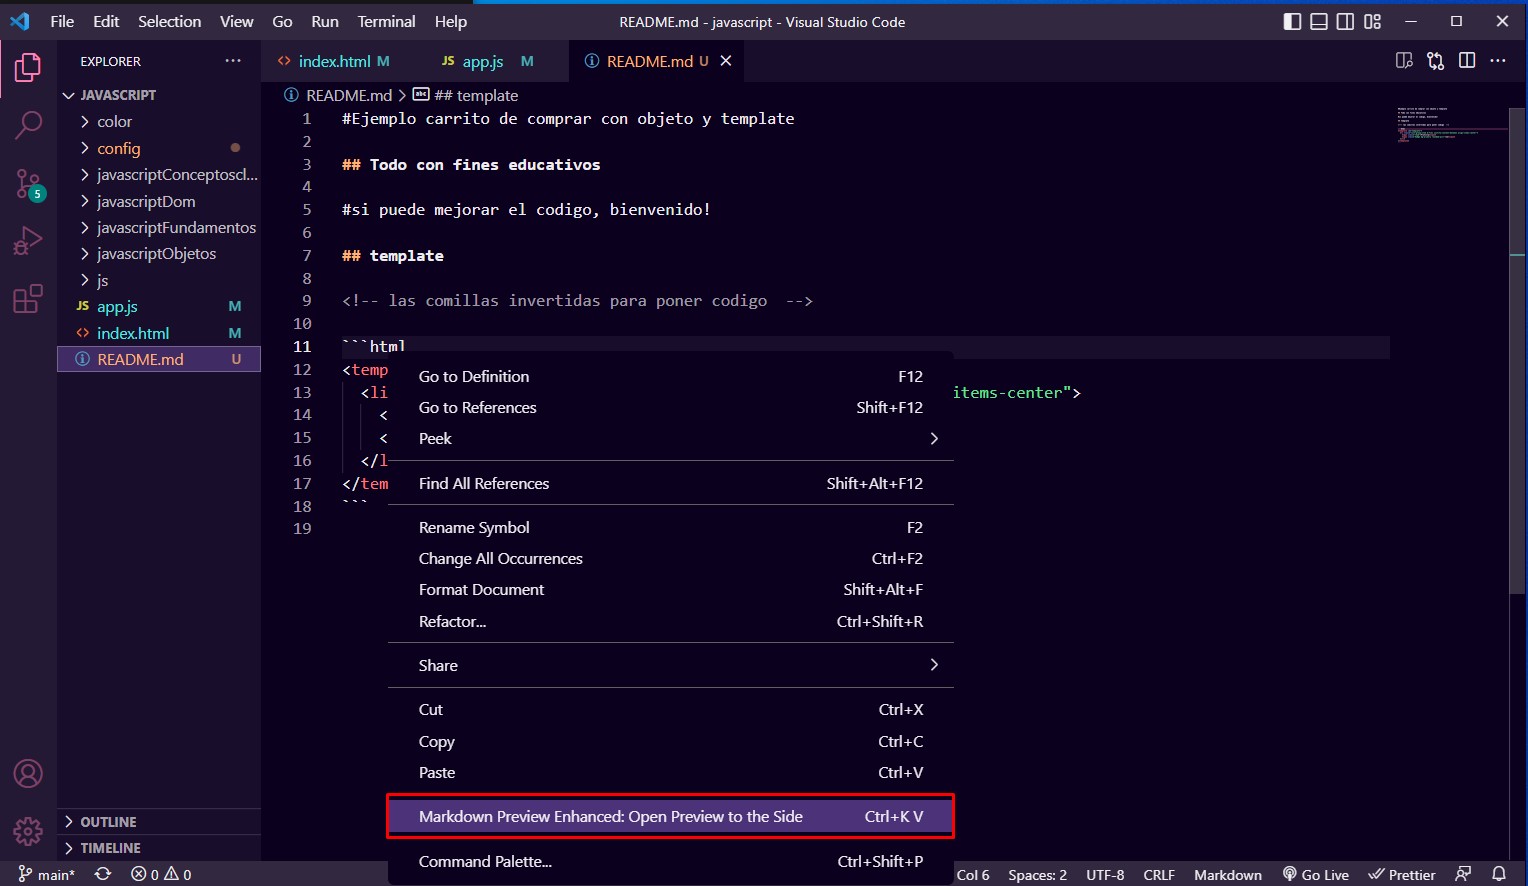 File Edit Selection View Go Run Terminal Help README.md - javascript - Visual Studio Code
EXPLORER ··· index.html M JS app.js M README.md U
JAVASCRIPT
README.md > ## template
color
config
javascriptConceptoscl...
javascriptDom
javascriptFundamentos
javascriptObjetos
js
JS app.js M
index.html M
README.md U
5
OUTLINE
TIMELINE
1 #Ejemplo carrito de comprar con objeto y template
2
3 ## Todo con fines educativos
4
5 #si puede mejorar el codigo, bienvenido!
6
7 ## template
8
9 <!-- las comillas invertidas para poner codigo -->
10
11 ```html
12 <temp
13 <li items-center">
14 <
15 <
16 </l
17 </tem
18 ```
19
Go to Definition F12
Go to References Shift+F12
Peek >
Find All References Shift+Alt+F12
Rename Symbol F2
Change All Occurrences Ctrl+F2
Format Document Shift+Alt+F
Refactor... Ctrl+Shift+R
Share >
Cut Ctrl+X
Copy Ctrl+C
Paste Ctrl+V
Markdown Preview Enhanced: Open Preview to the Side Ctrl+K V
Command Palette... Ctrl+Shift+P
main* 0 0 Col 6 Spaces: 2 UTF-8 CRLF Markdown Go Live Prettier